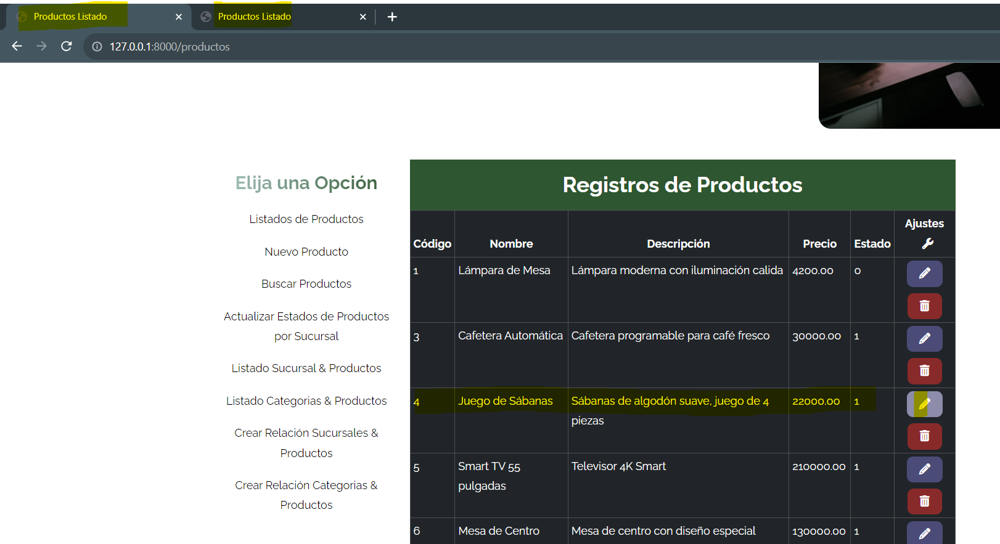 Productos Listado
Productos Listado
127.0.0.1:8000/productos
Elija una Opción
Listados de Productos
Nuevo Producto
Buscar Productos
Actualizar Estados de Productos
por Sucursal
Listado Sucursal & Productos
Listado Categorias & Productos
Crear Relación Sucursales &
Productos
Crear Relación Categorias &
Productos
Registros de Productos
Código Nombre Descripción Precio Estado Ajustes
1 Lámpara de Mesa Lámpara moderna con iluminación calida 4200.00 0
3 Cafetera Automática Cafetera programable para café fresco 30000.00 1
4 Juego de Sábanas Sábanas de algodón suave, juego de 4 22000.00 1
piezas
5 Smart TV 55 Televisor 4K Smart 210000.00 1
pulgadas
6 Mesa de Centro Mesa de centro con diseño especial 130000.00 1